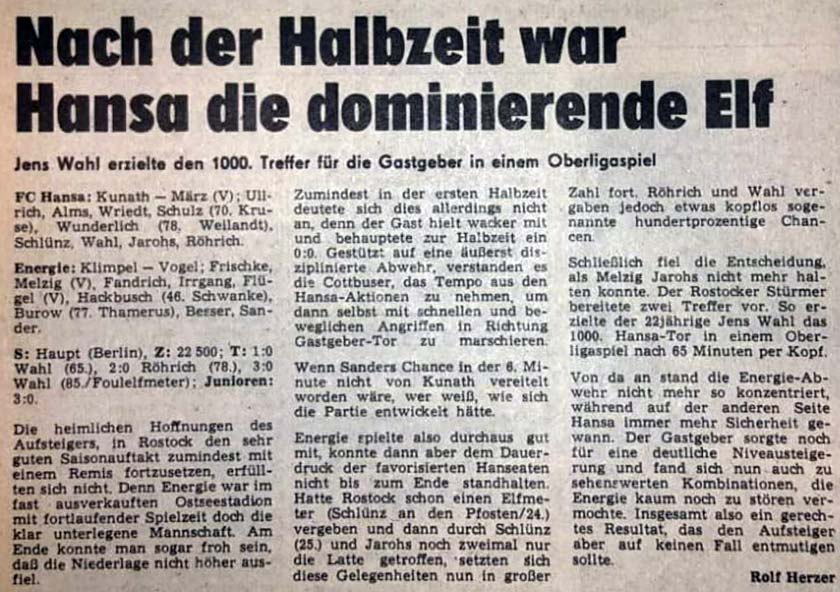 Nach der Halbzeit war
Hansa die dominierende Elf
Jens Wahl erzielte den 1000. Treffer für die Gastgeber in einem Oberligaspiel
FC Hansa: Kunath — März (V); Ull-
rich, Alms, Wriedt, Schulz (70. Kru-
se), Wunderlich (78. Weilandt),
Schlünz, Wahl, Jarohs, Röhrich.
Energie: Klimpel — Vogel; Frischke,
Melzig (V), Fandrich, Irrgang, Flü-
gel (V), Hackbusch (46. Schwanke),
Burow (77. Thamerus), Besser, San-
der.
S: Haupt (Berlin), Z: 22 500; T: 1:0
Wahl (65.), 2:0 Röhrich (78.), 3:0
Wahl (85./Foulelfmeter); Junioren:
3:0.
Die heimlichen Hoffnungen des
Aufsteigers, in Rostock den sehr
guten Saisonauftakt zumindest mit
einem Remis fortzusetzen, erfüll-
ten sich nicht. Denn Energie war im
fast ausverkauften Ostseestadion
mit fortlaufender Spielzeit doch die
klar unterlegene Mannschaft. Am
Ende konnte man sogar froh sein,
daß die Niederlage nicht höher aus-
fiel.
Zumindest in der ersten Halbzeit
deutete sich dies allerdings nicht
an, denn der Gast hielt wacker mit
und behauptete zur Halbzeit ein
0:0. Gestützt auf eine äußerst dis-
ziplinierte Abwehr, verstanden es
die Cottbuser, das Tempo aus den
Hansa-Aktionen zu nehmen, um
dann selbst mit schnellen und be-
weglichen Angriffen in Richtung
Gastgeber-Tor zu marschieren.
Wenn Sanders Chance in der 6. Mi-
nute nicht von Kunath vereitelt
worden wäre, wer weiß, wie sich
die Partie entwickelt hätte.
Energie spielte also durchaus gut
mit, konnte dann aber dem Dauer-
druck der favorisierten Hanseaten
nicht bis zum Ende standhalten.
Hatte Rostock schon einen Elfme-
ter (Schlünz an den Pfosten/24.)
vergeben und dann durch Schlünz
(25.) und Jarohs noch zweimal nur
die Latte getroffen, setzten sich
diese Gelegenheiten nun in großer
Zahl fort. Röhrich und Wahl ver-
gaben jedoch etwas kopflos soge-
nannte hundertprozentige Chan-
cen.
Schließlich fiel die Entscheidung,
als Melzig Jarohs nicht mehr hal-
ten konnte. Der Rostocker Stürmer
bereitete zwei Treffer vor. So er-
zielte der 22jährige Jens Wahl das
1000. Hansa-Tor in einem Ober-
ligaspiel nach 65 Minuten per Kopf.
Von da an stand die Energie-Ab-
wehr nicht mehr so konzentriert,
während auf der anderen Seite
Hansa immer mehr Sicherheit ge-
wann. Der Gastgeber sorgte noch
für eine deutliche Niveausteige-
rung und fand sich nun auch zu
sehenswerten Kombinationen, die
Energie kaum noch zu stören ver-
mochte. Insgesamt also ein gerech-
tes Resultat, das den Aufsteiger
aber auf keinen Fall entmutigen
sollte.
Rolf Herzer